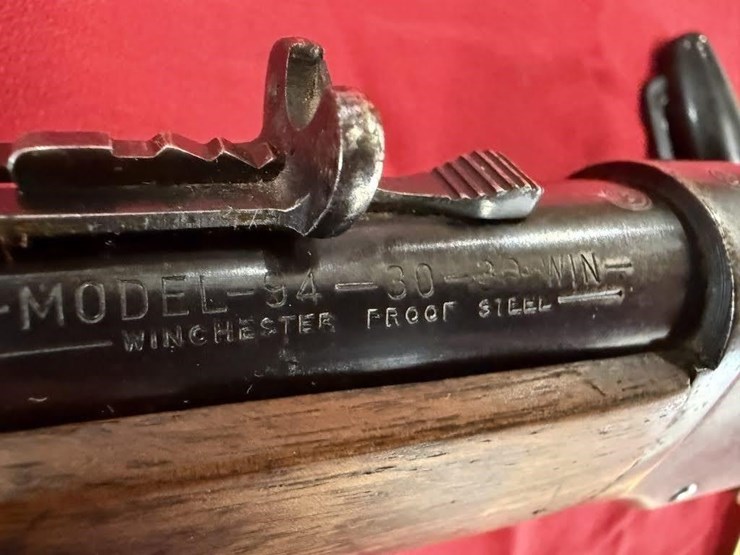 -MODEL-94-30-30 WIN-
WINCHESTER PROOF STEEL